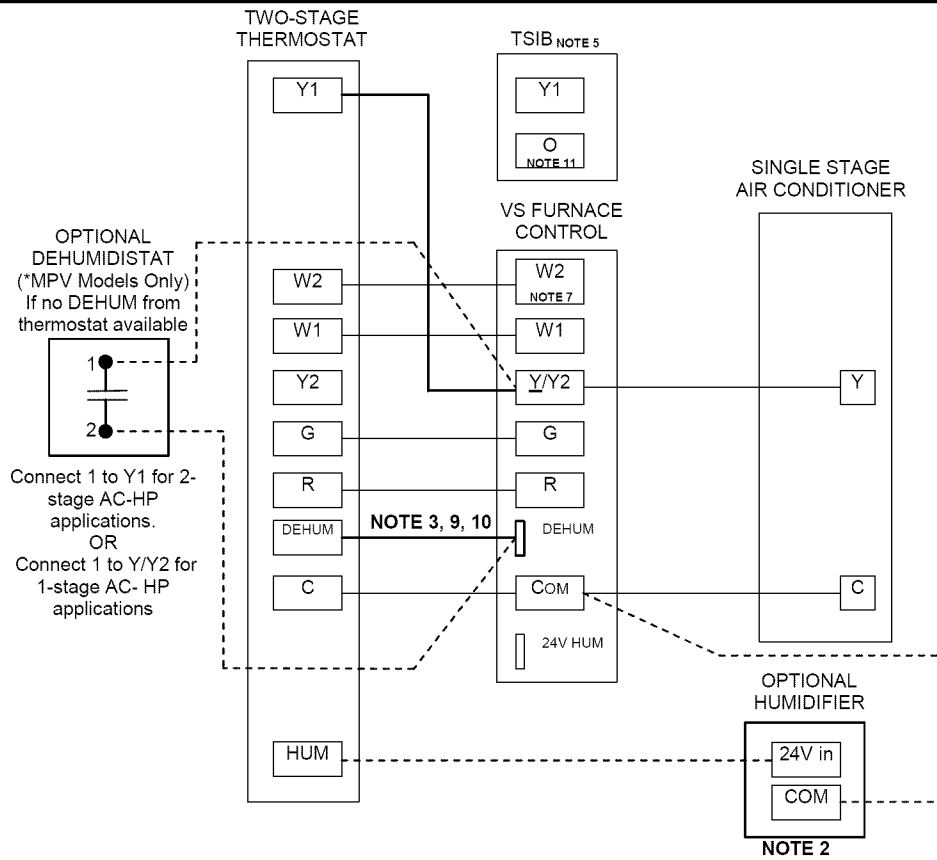 TWO-STAGE
THERMOSTAT
Y1
W2
W1
Y2
G
R
DEHUM
C
HUM
TSIB NOTE 5
Y1
O
NOTE 11
VS FURNACE
CONTROL
W2
NOTE 7
W1
Y/Y2
G
R
DEHUM
COM
24V HUM
NOTE 3, 9, 10
SINGLE STAGE
AIR CONDITIONER
Y
C
OPTIONAL
DEHUMIDISTAT
(*MPV Models Only)
If no DEHUM from
thermostat available
1
2
Connect 1 to Y1 for 2-
stage AC-HP
applications.
OR
Connect 1 to Y/Y2 for
1-stage AC- HP
applications
OPTIONAL
HUMIDIFIER
24V in
COM
NOTE 2